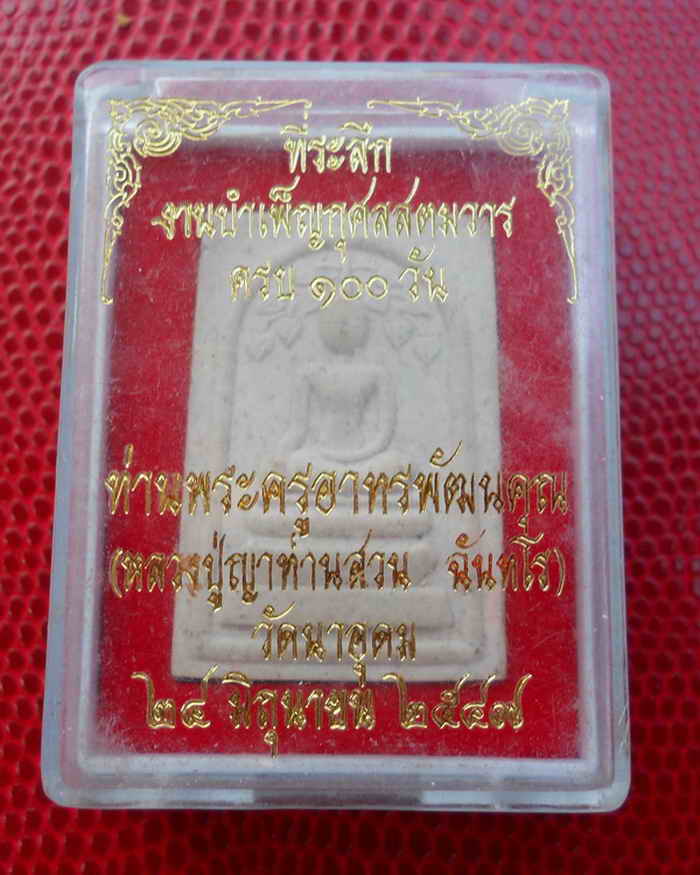 ที่ระลึก
งานบำเพ็ญกุศลสตมวาร
ครบ ๑๐๐ วัน
ท่านพระครูอาทรพัฒนคุณ
(หลวงปู่ญาท่านสวน ฉันทโร)
วัดนาอุดม
๒๔ มิถุนายน ๒๕๔๗